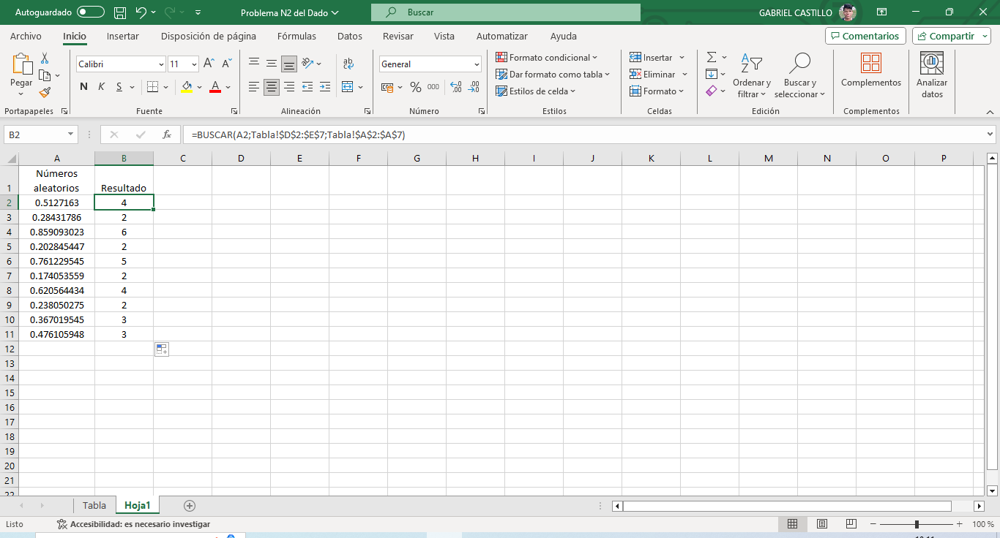 Autoguardado Problema N2 del Dado Buscar GABRIEL CASTILLO
Archivo Inicio Insertar Disposición de página Fórmulas Datos Revisar Vista Automatizar Ayuda Comentarios Compartir
Pegar
Calibri 11
N K S
A A A
ab
General
% 000
Formato condicional
Dar formato como tabla
Estilos de celda
Insertar
Eliminar
Formato
Ordenar y filtrar
Buscar y seleccionar
Complementos
Analizar datos
Portapapeles Fuente Alineación Número Estilos Celdas Edición Complementos
B2 fx =BUSCAR(A2;Tabla!$D$2:$E$7;Tabla!$A$2:$A$7)
A B C D E F G H I J K L M N O P
1 Números aleatorios Resultado
2 0.5127163 4
3 0.28431786 2
4 0.859093023 6
5 0.202845447 2
6 0.761229545 5
7 0.174053559 2
8 0.620564434 4
9 0.238050275 2
10 0.367019545 3
11 0.476105948 3
12
13
14
15
16
17
18
19
20
21
22
Tabla Hoja1
Listo Accesibilidad: es necesario investigar 100 %